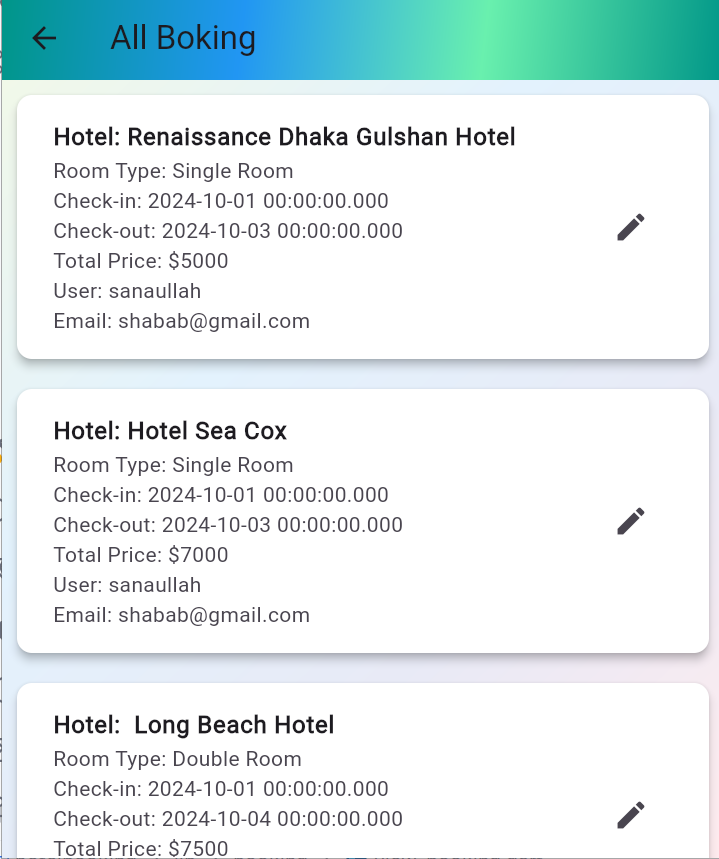 All Boking
Hotel: Renaissance Dhaka Gulshan Hotel
Room Type: Single Room
Check-in: 2024-10-01 00:00:00.000
Check-out: 2024-10-03 00:00:00.000
Total Price: $5000
User: sanaullah
Email: shabab@gmail.com
Hotel: Hotel Sea Cox
Room Type: Single Room
Check-in: 2024-10-01 00:00:00.000
Check-out: 2024-10-03 00:00:00.000
Total Price: $7000
User: sanaullah
Email: shabab@gmail.com
Hotel:  Long Beach Hotel
Room Type: Double Room
Check-in: 2024-10-01 00:00:00.000
Check-out: 2024-10-04 00:00:00.000
Total Price: $7500